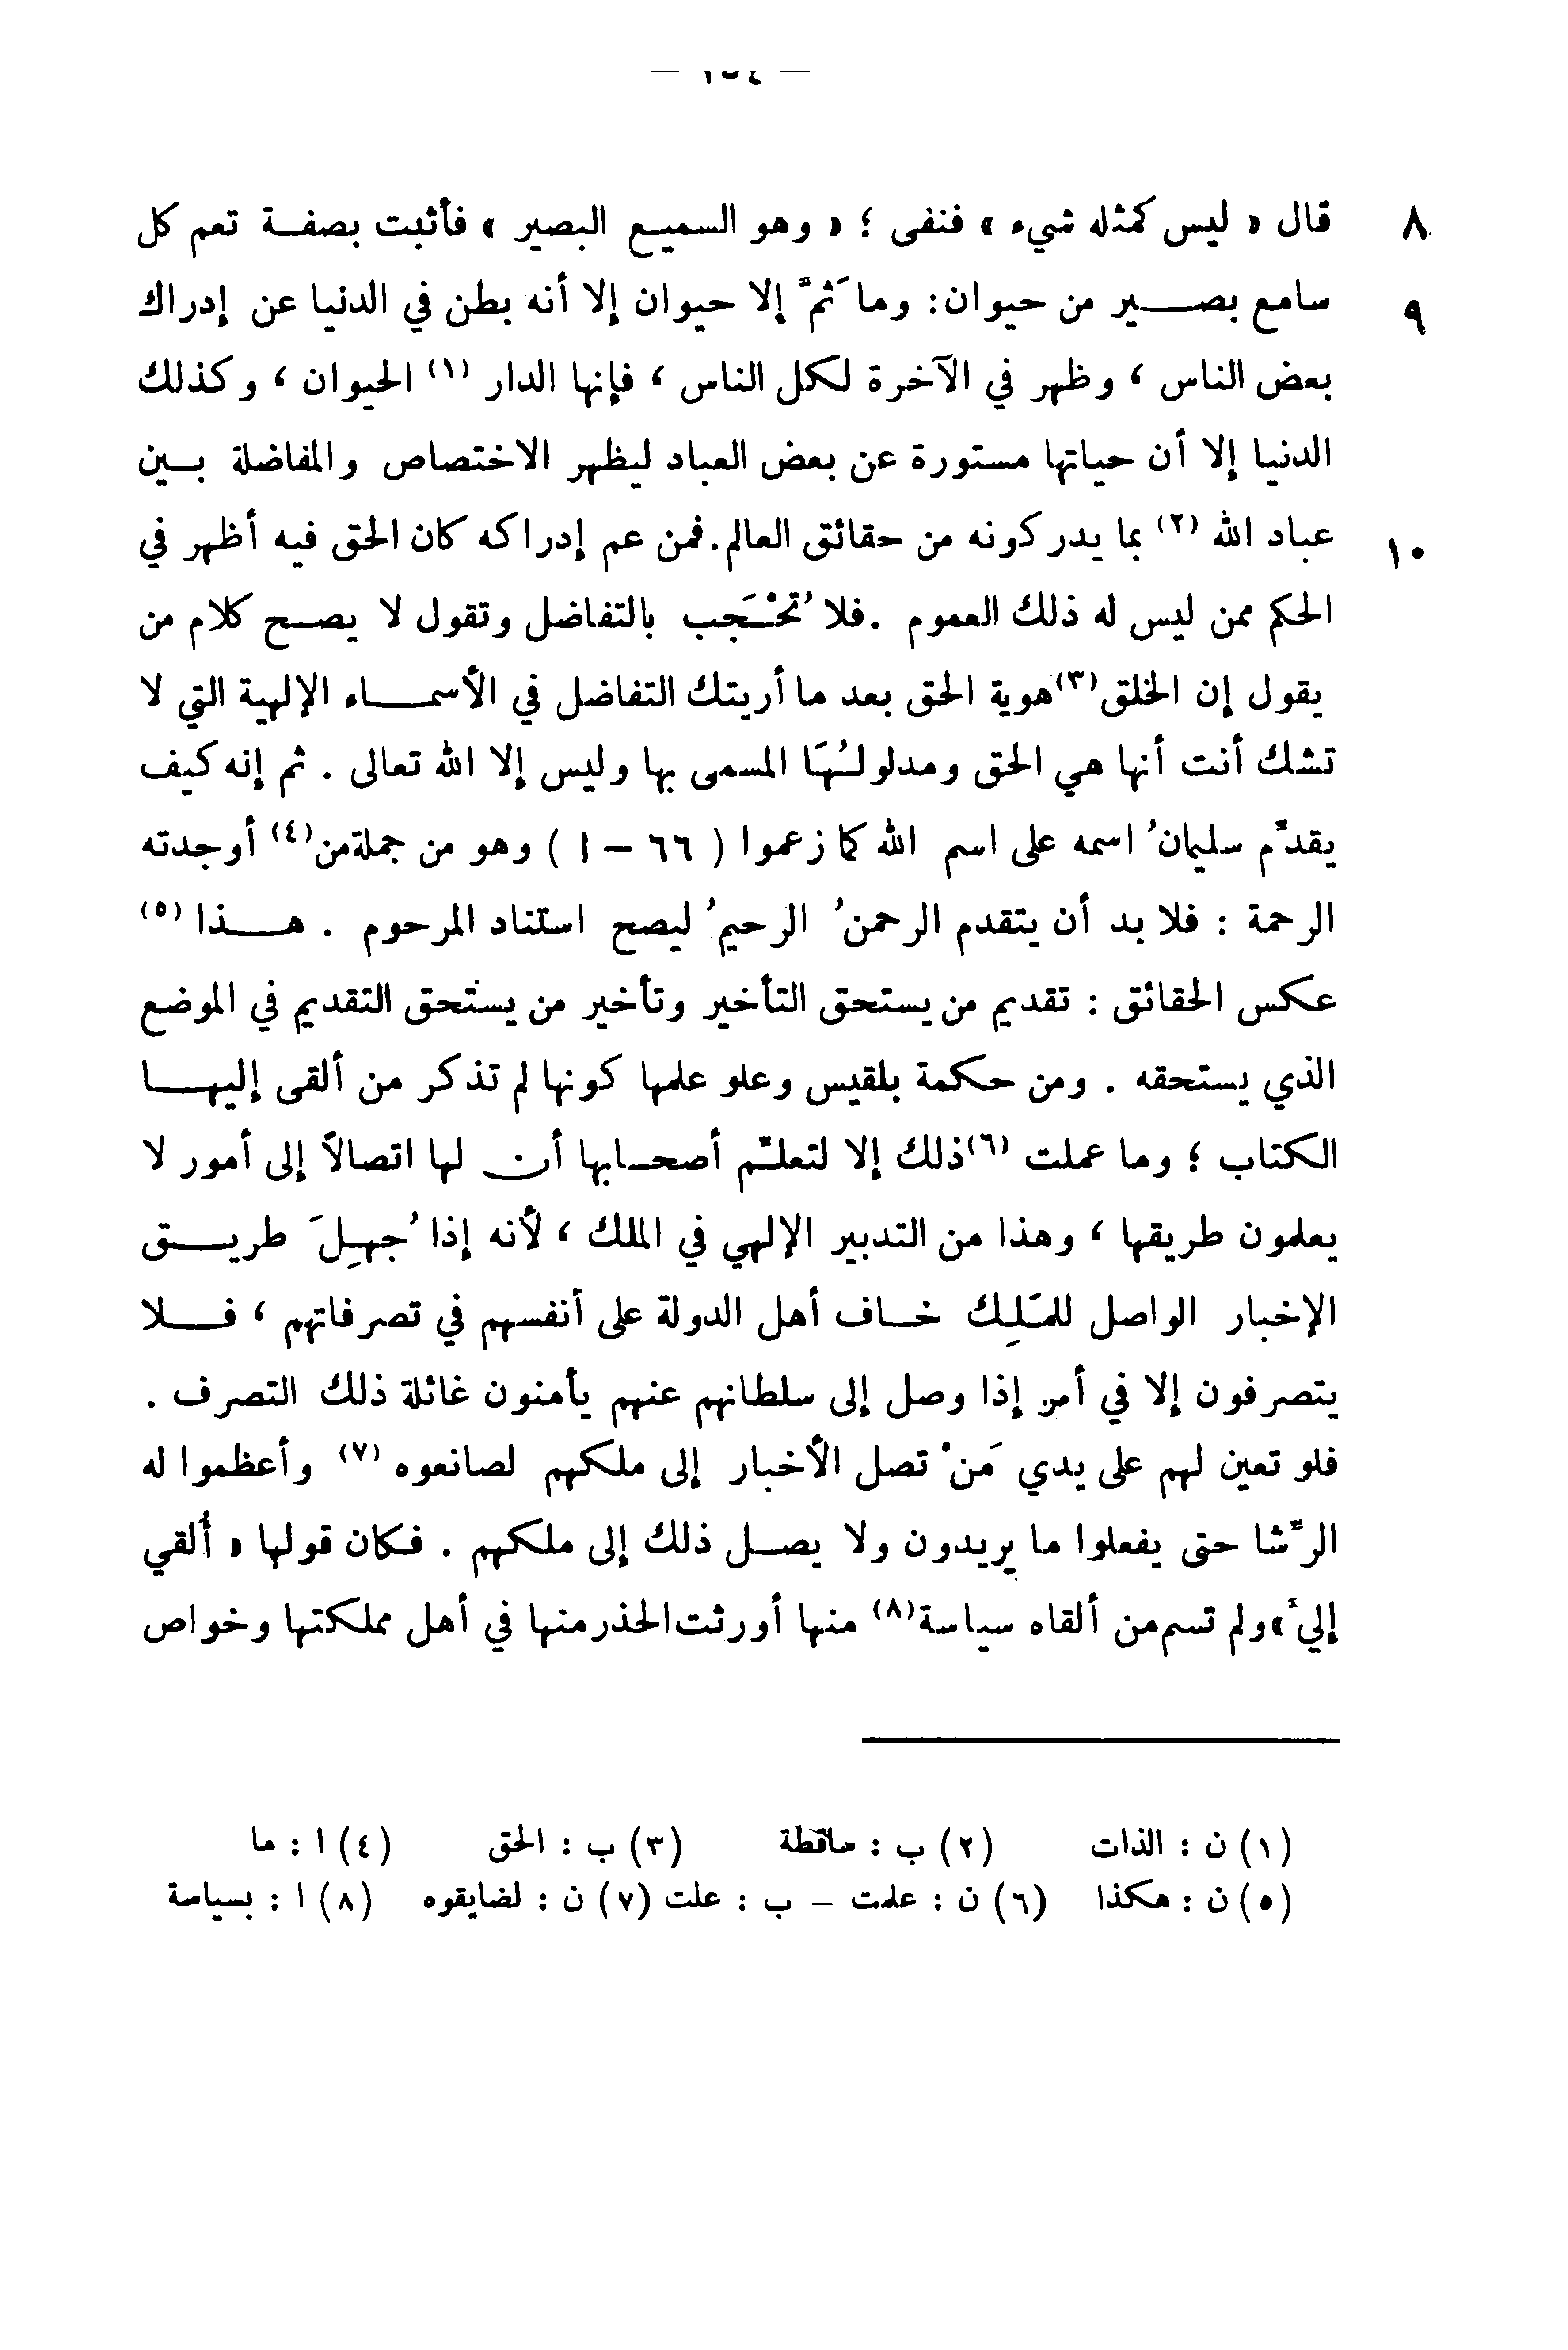 ٨ قال « ليس كمثله شيء » فنفى ؛ « وهو السميع البصير » فأثبت بصفة تعم كل
٩ سامع بصير من حيوان : وما ثَمَّ إلا حيوان إلا أنه بطن في الدنيا عن إدراك
بعض الناس ، وظهر في الآخرة لكل الناس ، فإنها الدار (١) الحيوان ، وكذلك
الدنيا إلا أن حياتها مستورة عن بعض العباد ليظهر الاختصاص والمفاضلة بين
١٠ عباد الله (٢) بما يدركونه من حقائق العالم . فمن عم إدراكه كان الحق فيه أظهر في
الحكم ممن ليس له ذلك العموم . فلا تُحْجَب بالتفاضل وتقول لا يصح كلام من
يقول إن الخلق (٣) هوية الحق بعد ما أريتك التفاضل في الأسماء الإلهية التي لا
تشك أنت أنها هي الحق ومدلولُهَا المسمى بها وليس إلا الله تعالى . ثم إنه كيف
يقدِّم سليمانُ اسمه على اسم الله كما زعموا ( ٦٦ – ا ) وهو من جملة من (٤) أوجدته
الرحمة : فلا بد أن يتقدم الرحمنُ الرحيمُ ليصح استناد المرحوم . هذا (٥)
عكس الحقائق : تقديم من يستحق التأخير وتأخير من يستحق التقديم في الموضع
الذي يستحقه . ومن حكمة بلقيس وعلو علمها كونها لم تذكر من ألقى إليها
الكتاب ؛ وما عملت (٦) ذلك إلا لتعلِّم أصحابها أن لها اتصالاً إلى أمور لا
يعلمون طريقها ، وهذا من التدبير الإلهي في الملك ، لأنه إذا جُهِلَ طريق
الإخبار الواصل للمَلِك خاف أهل الدولة على أنفسهم في تصرفاتهم ، فلا
يتصرفون إلا في أمر إذا وصل إلى سلطانهم عنهم يأمنون غائلة ذلك التصرف .
فلو تعين لهم على يدي مَنْ تصل الأخبار إلى ملكهم لصانعوه (٧) وأعظموا له
الرِّشا حتى يفعلوا ما يريدون ولا يصل ذلك إلى ملكهم . فكان قولها « أُلقي
إليَّ » ولم تسم من ألقاه سياسة (٨) منها أورثت الحذر منها في أهل مملكتها وخواص
(١) ن : الذات (٢) ب : ساقطة (٣) ب : الحق (٤) ا : ما
(٥) ن : هكذا (٦) ن : علمت – ب : علت (٧) ن : لضايقوه (٨) ا : بسياسة